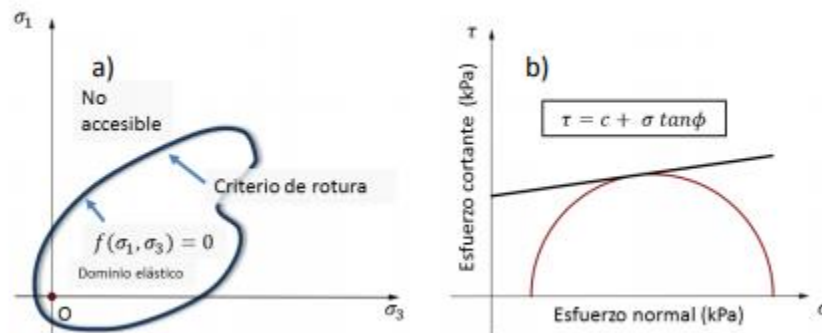 σ₁
a)
No
accesible
Criterio de rotura
f(σ₁, σ₃) = 0
Dominio elástico
O
σ₃
τ
b)
Esfuerzo cortante (kPa)
τ = c + σ tanϕ
Esfuerzo normal (kPa)